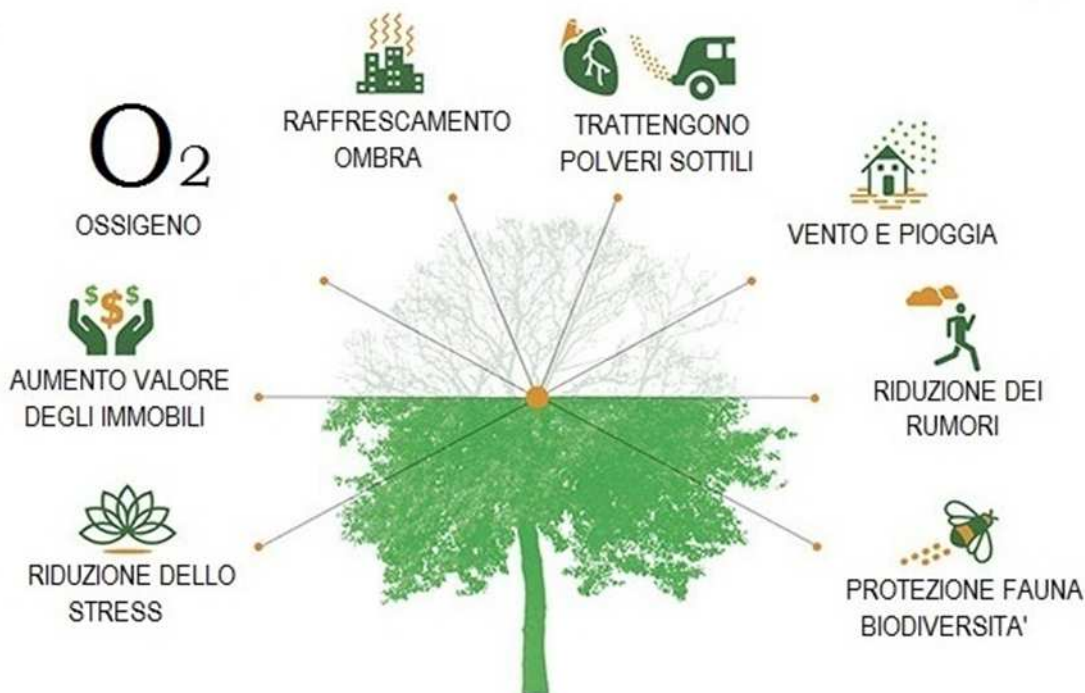 O2
OSSIGENO
RAFFRESCAMENTO
OMBRA
TRATTENGONO
POLVERI SOTTILI
VENTO E PIOGGIA
AUMENTO VALORE
DEGLI IMMOBILI
$$$
RIDUZIONE DEI
RUMORI
RIDUZIONE DELLO
STRESS
PROTEZIONE FAUNA
BIODIVERSITA'